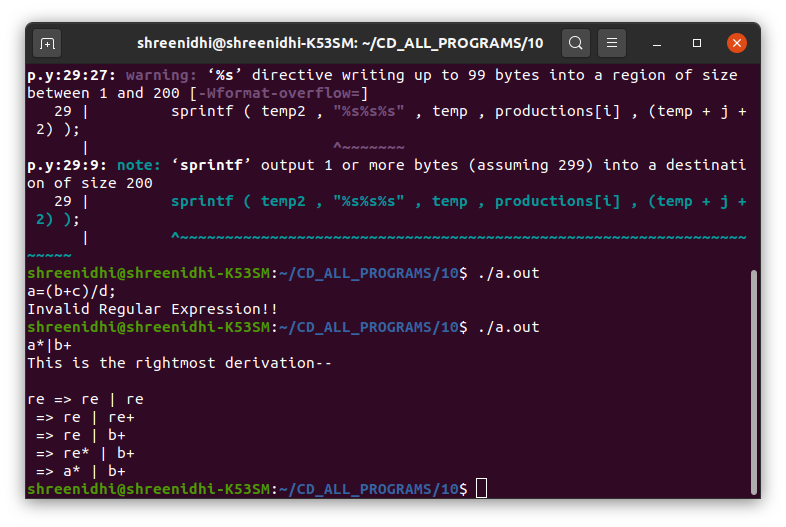 shreenidhi@shreenidhi-K53SM: ~/CD_ALL_PROGRAMS/10
p.y:29:27: warning: ‘%s’ directive writing up to 99 bytes into a region of size
between 1 and 200 [-Wformat-overflow=]
   29 |         sprintf ( temp2 , "%s%s%s" , temp , productions[i] , (temp + j +
 2) );
      |                           ^~~~~~~~
p.y:29:9: note: ‘sprintf’ output 1 or more bytes (assuming 299) into a destinati
on of size 200
   29 |         sprintf ( temp2 , "%s%s%s" , temp , productions[i] , (temp + j +
 2) );
      |         ^~~~~~~~~~~~~~~~~~~~~~~~~~~~~~~~~~~~~~~~~~~~~~~~~~~~~~~~~~~~~~~~
~~~~~
shreenidhi@shreenidhi-K53SM:~/CD_ALL_PROGRAMS/10$ ./a.out
a=(b+c)/d;
Invalid Regular Expression!!
shreenidhi@shreenidhi-K53SM:~/CD_ALL_PROGRAMS/10$ ./a.out
a*|b+
This is the rightmost derivation--
re => re | re
 => re | re+
 => re | b+
 => re* | b+
 => a* | b+
shreenidhi@shreenidhi-K53SM:~/CD_ALL_PROGRAMS/10$